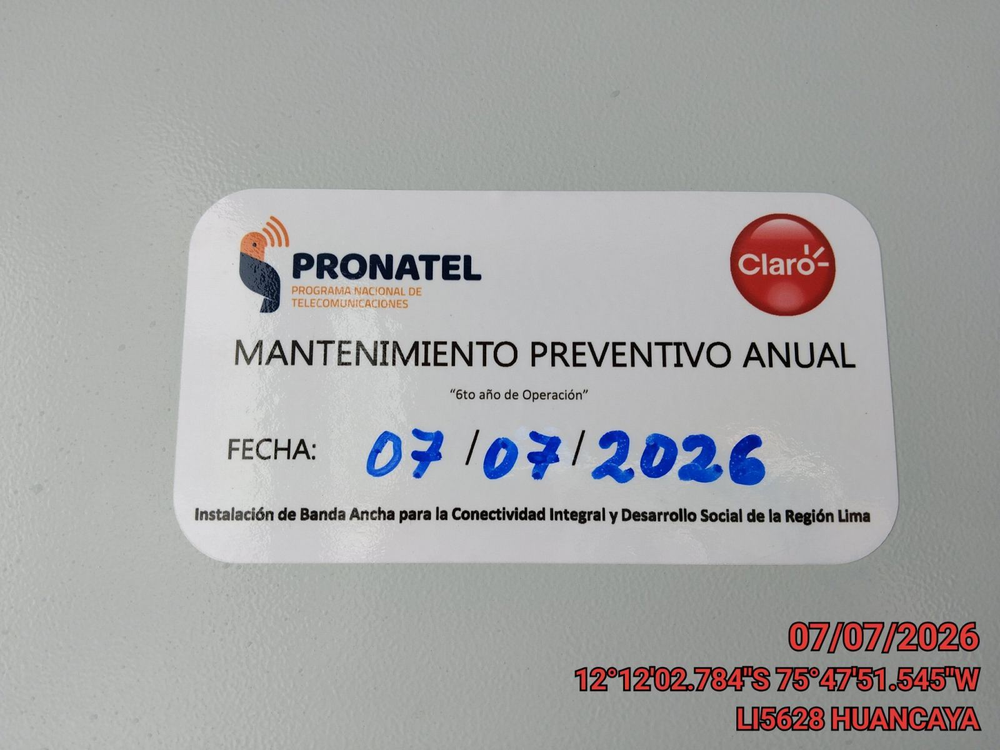 PRONATEL
PROGRAMA NACIONAL DE
TELECOMUNICACIONES
Claro
MANTENIMIENTO PREVENTIVO ANUAL
“6to año de Operación”
FECHA: 07/07/2026
Instalación de Banda Ancha para la Conectividad Integral y Desarrollo Social de la Región Lima
07/07/2026
12°12'02.784"S 75°47'51.545"W
LI5628 HUANCAYA